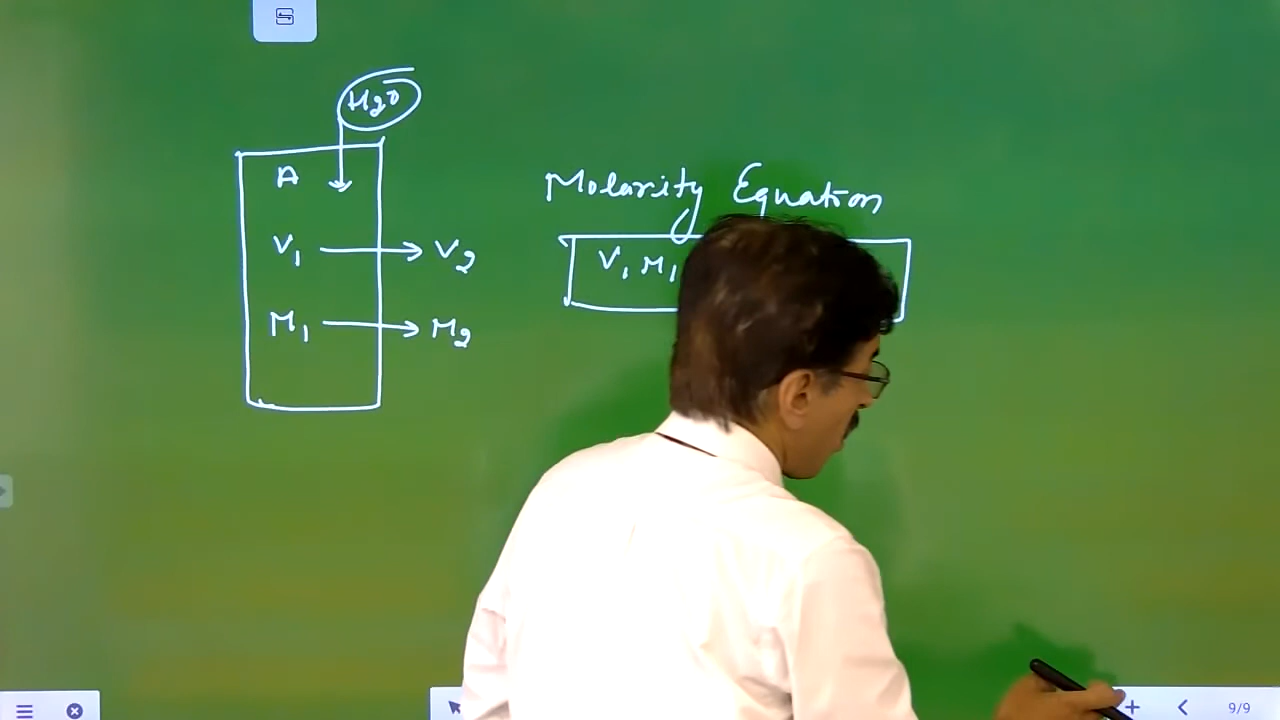 H2O
A
V1 → V2
M1 → M2
Molarity Equation
V1 M1
9/9